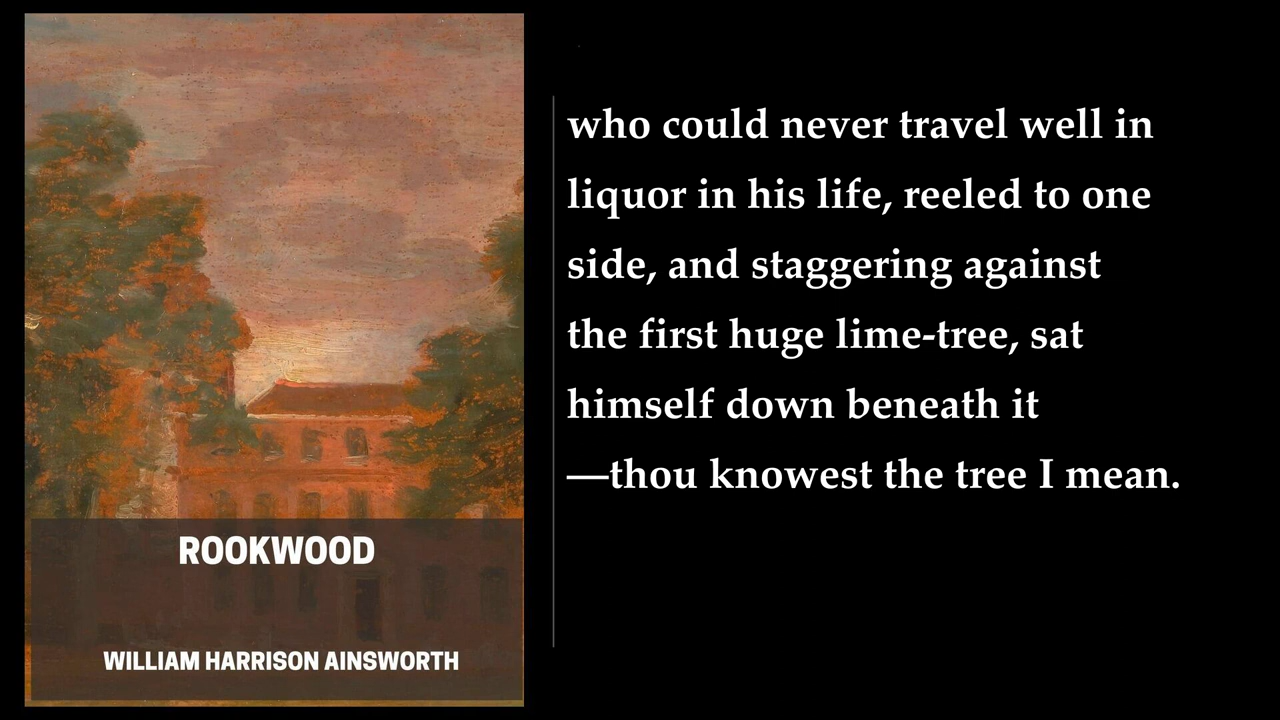 ROOKWOOD
WILLIAM HARRISON AINSWORTH
who could never travel well in
liquor in his life, reeled to one
side, and staggering against
the first huge lime-tree, sat
himself down beneath it
—thou knowest the tree I mean.